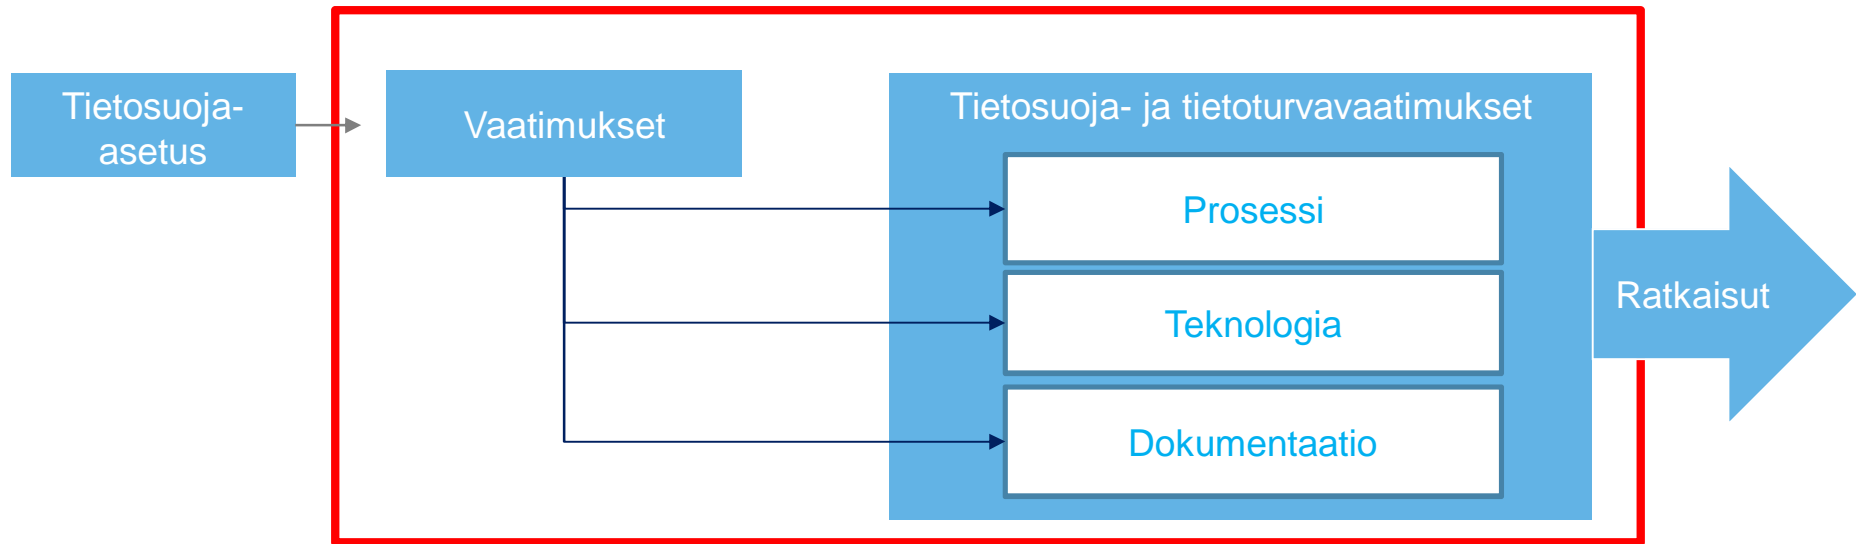 Tietosuoja-
asetus
Vaatimukset
Tietosuoja- ja tietoturvavaatimukset
Prosessi
Teknologia
Dokumentaatio
Ratkaisut